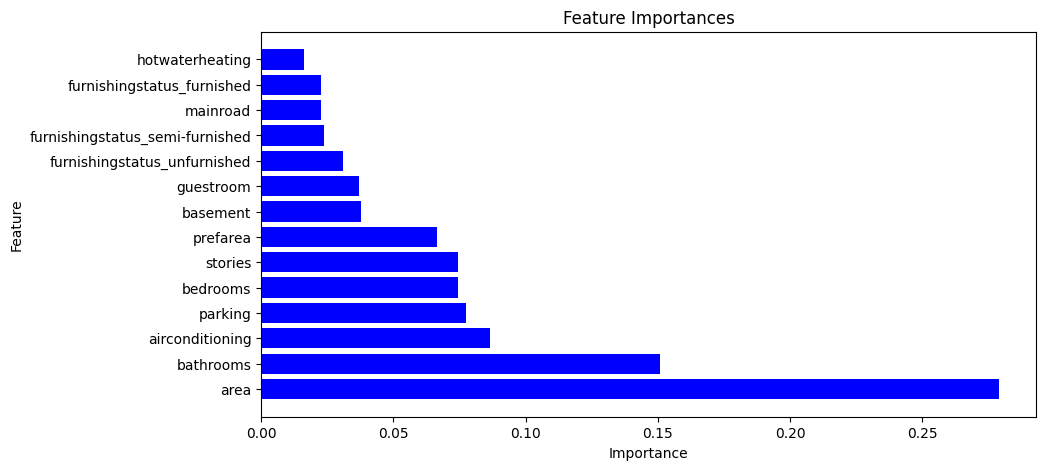 Feature Importances
hotwaterheating
furnishingstatus_furnished
mainroad
furnishingstatus_semi-furnished
furnishingstatus_unfurnished
guestroom
basement
prefarea
stories
bedrooms
parking
airconditioning
bathrooms
area
Feature
0.00 0.05 0.10 0.15 0.20 0.25
Importance